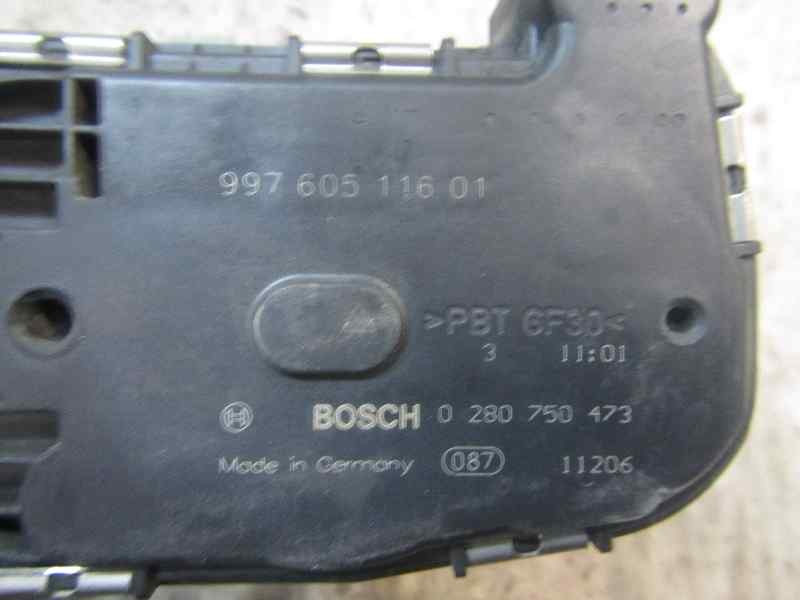 997 605 116 01
>PBT GF30<
3 11:01
BOSCH 0 280 750 473
Made in Germany 087 11206